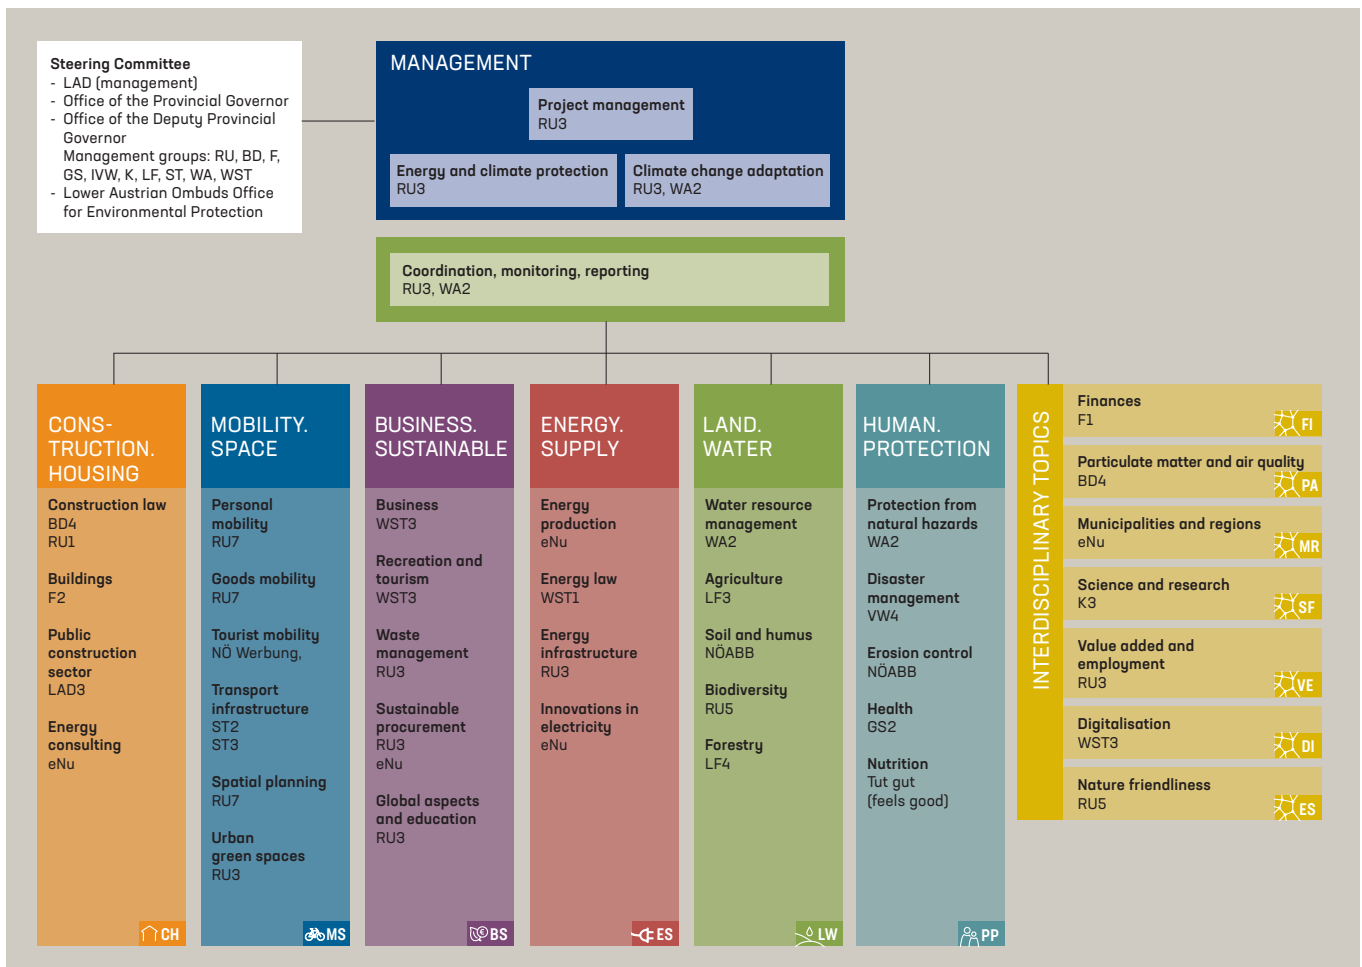 Steering Committee
- LAD (management)
- Office of the Provincial Governor
- Office of the Deputy Provincial
Governor
Management groups: RU, BD, F,
GS, IVW, K, LF, ST, WA, WST
- Lower Austrian Ombuds Office
for Environmental Protection
MANAGEMENT
Project management
RU3
Energy and climate protection
RU3
Climate change adaptation
RU3, WA2
Coordination, monitoring, reporting
RU3, WA2
CONS-
TRUCTION.
HOUSING
Construction law
BD4
RU1
Buildings
F2
Public
construction
sector
LAD3
Energy
consulting
eNu
CH
MOBILITY.
SPACE
Personal
mobility
RU7
Goods mobility
RU7
Tourist mobility
NÖ Werbung,
Transport
infrastructure
ST2
ST3
Spatial planning
RU7
Urban
green spaces
RU3
MS
BUSINESS.
SUSTAINABLE
Business
WST3
Recreation and
tourism
WST3
Waste
management
RU3
Sustainable
procurement
RU3
eNu
Global aspects
and education
RU3
BS
ENERGY.
SUPPLY
Energy
production
eNu
Energy law
WST1
Energy
infrastructure
RU3
Innovations in
electricity
eNu
ES
LAND.
WATER
Water resource
management
WA2
Agriculture
LF3
Soil and humus
NÖABB
Biodiversity
RU5
Forestry
LF4
LW
HUMAN.
PROTECTION
Protection from
natural hazards
WA2
Disaster
management
VW4
Erosion control
NÖABB
Health
GS2
Nutrition
Tut gut
(feels good)
PP
INTERDISCIPLINARY TOPICS
Finances
F1
FI
Particulate matter and air quality
BD4
PA
Municipalities and regions
eNu
MR
Science and research
K3
SF
Value added and
employment
RU3
VE
Digitalisation
WST3
DI
Nature friendliness
RU5
ES